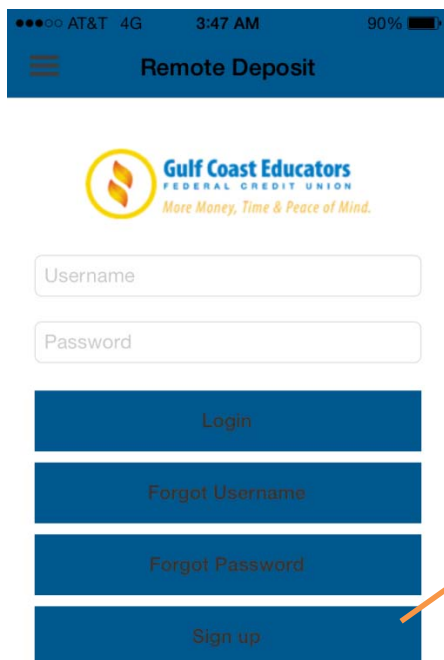 AT&T 4G 3:47 AM 90%
Remote Deposit
Gulf Coast Educators
FEDERAL CREDIT UNION
More Money, Time & Peace of Mind.
Username
Password
Login
Forgot Username
Forgot Password
Sign up